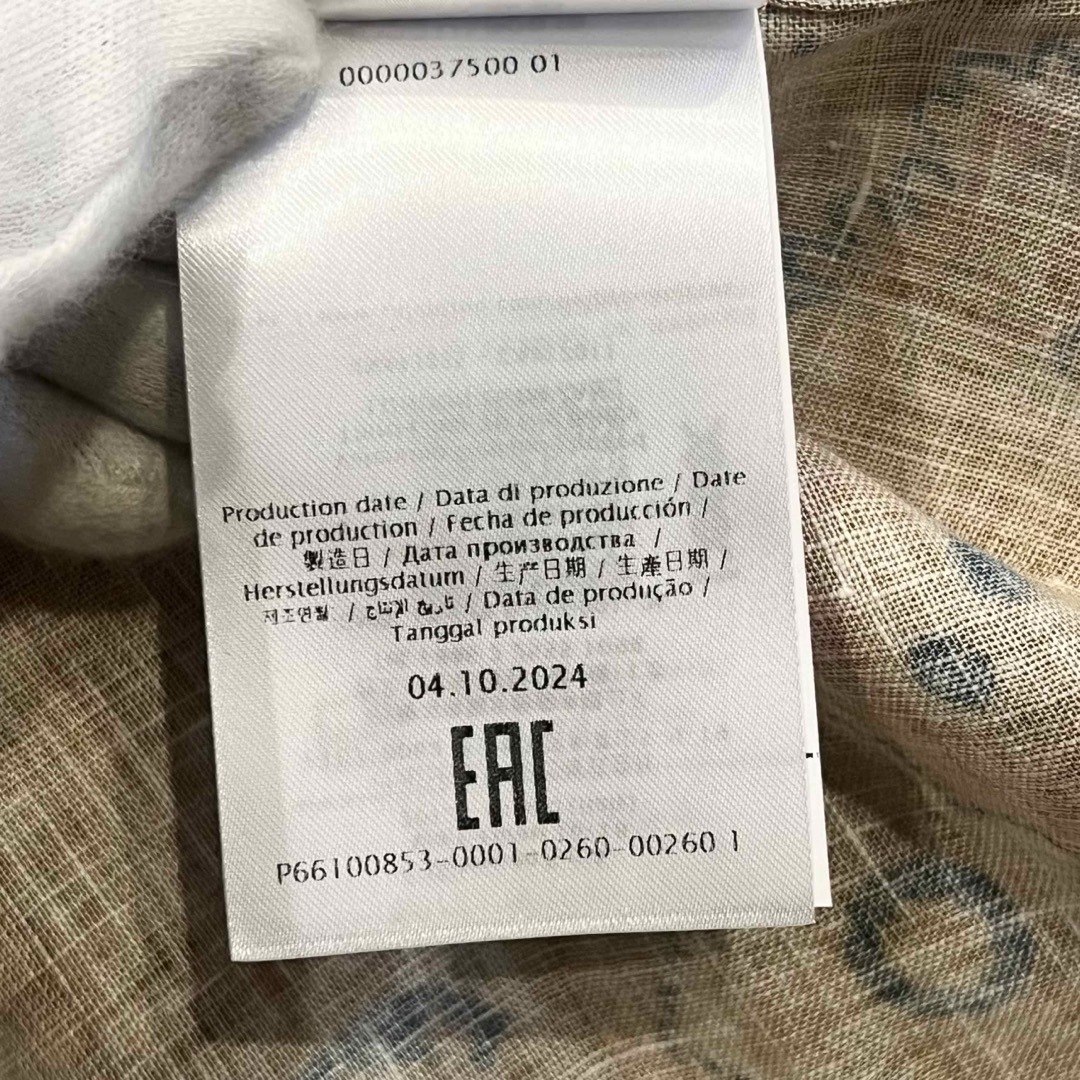 0000037500 01
Production date / Data di produzione / Date
de production / Fecha de producción /
製造日 / Дата производства /
Herstellungsdatum / 生产日期 / 生產日期 /
제조연월 / تاريخ الإنتاج / Data de produção /
Tanggal produksi
04.10.2024
EAC
P66100853-0001-0260-00260 1